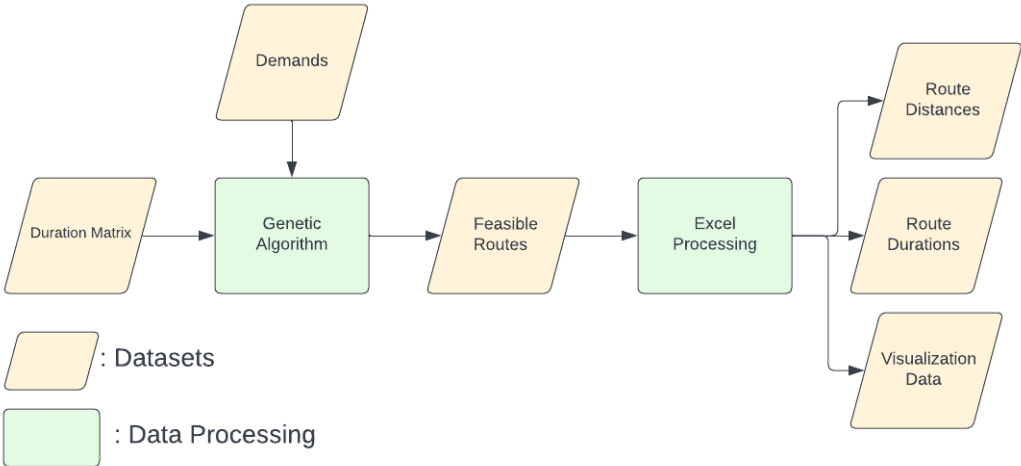 Demands
Route
Distances
Duration Matrix
Genetic
Algorithm
Feasible
Routes
Excel
Processing
Route
Durations
Visualization
Data
: Datasets
: Data Processing